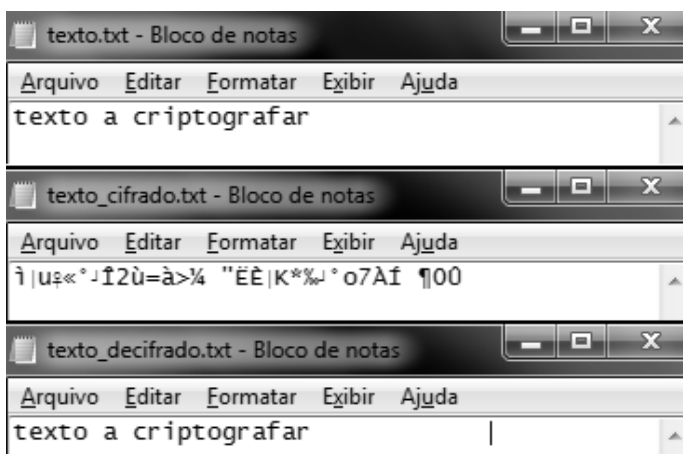 texto.txt - Bloco de notas
Arquivo Editar Formatar Exibir Ajuda
texto a criptografar
texto_cifrado.txt - Bloco de notas
Arquivo Editar Formatar Exibir Ajuda
texto_decifrado.txt - Bloco de notas
Arquivo Editar Formatar Exibir Ajuda
texto a criptografar